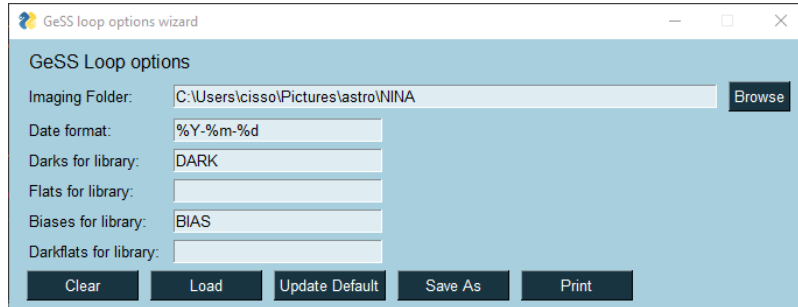 GeSS loop options wizard
GeSS Loop options
Imaging Folder: C:\Users\cisso\Pictures\astro\NINA Browse
Date format: %Y-%m-%d
Darks for library: DARK
Flats for library:
Biases for library: BIAS
Darkflats for library:
Clear Load Update Default Save As Print